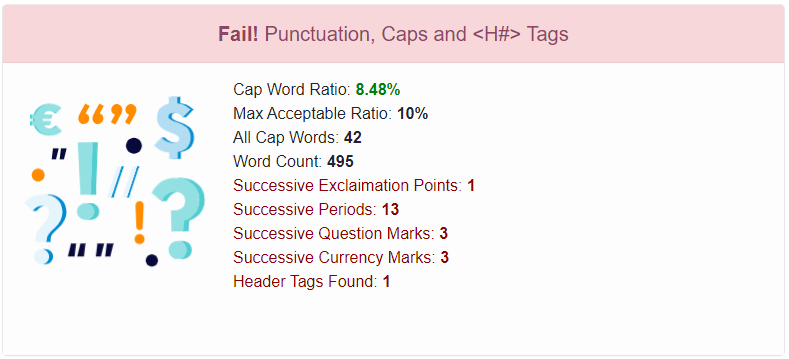 Fail! Punctuation, Caps and <H#> Tags
Cap Word Ratio: 8.48%
Max Acceptable Ratio: 10%
All Cap Words: 42
Word Count: 495
Successive Exclaimation Points: 1
Successive Periods: 13
Successive Question Marks: 3
Successive Currency Marks: 3
Header Tags Found: 1